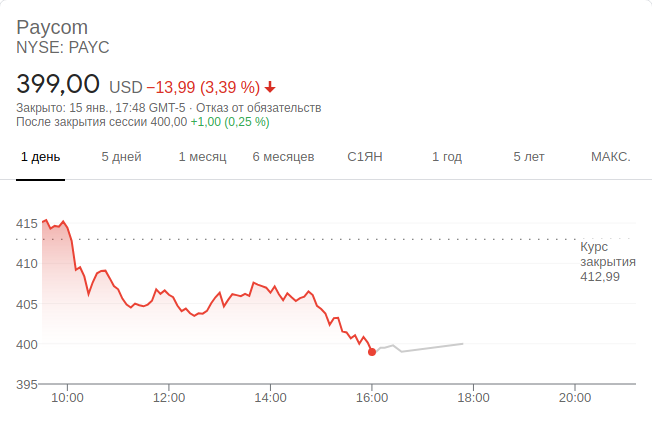 Paycom
NYSE: PAYC
399,00 USD −13,99 (3,39 %)
Закрыто: 15 янв., 17:48 GMT-5 · Отказ от обязательств
После закрытия сессии 400,00 +1,00 (0,25 %)
1 день 5 дней 1 месяц 6 месяцев С1ЯН 1 год 5 лет МАКС.
415
Курс
закрытия
412,99
410
405
400
395
10:00 12:00 14:00 16:00 18:00 20:00